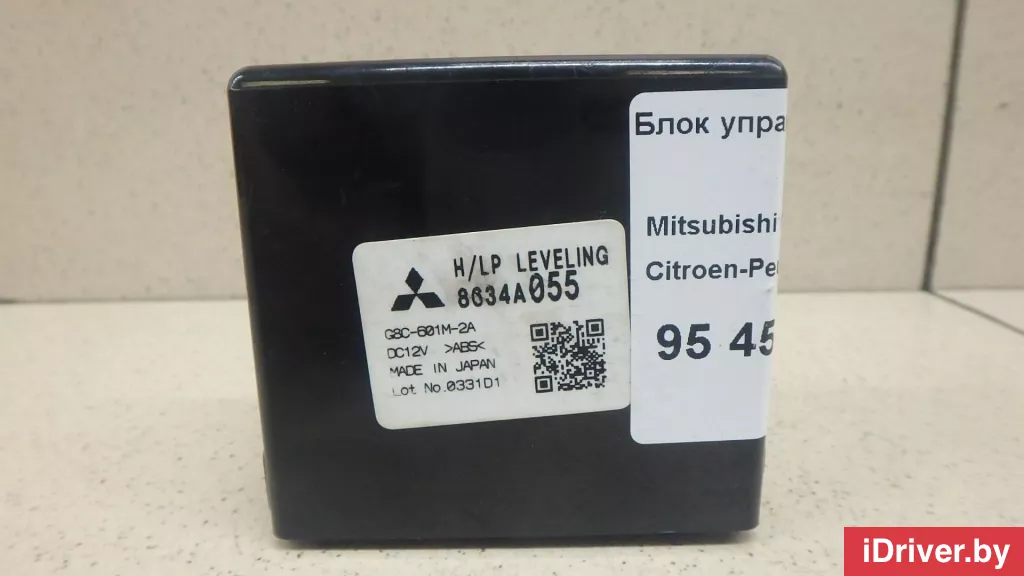 H/LP LEVELING
8634A055
G8C-601M-2A
DC12V >ABS<
MADE IN JAPAN
Lot No.0331D1
Блок упра
Mitsubishi
Citroen-Pe
95 45
iDriver.by